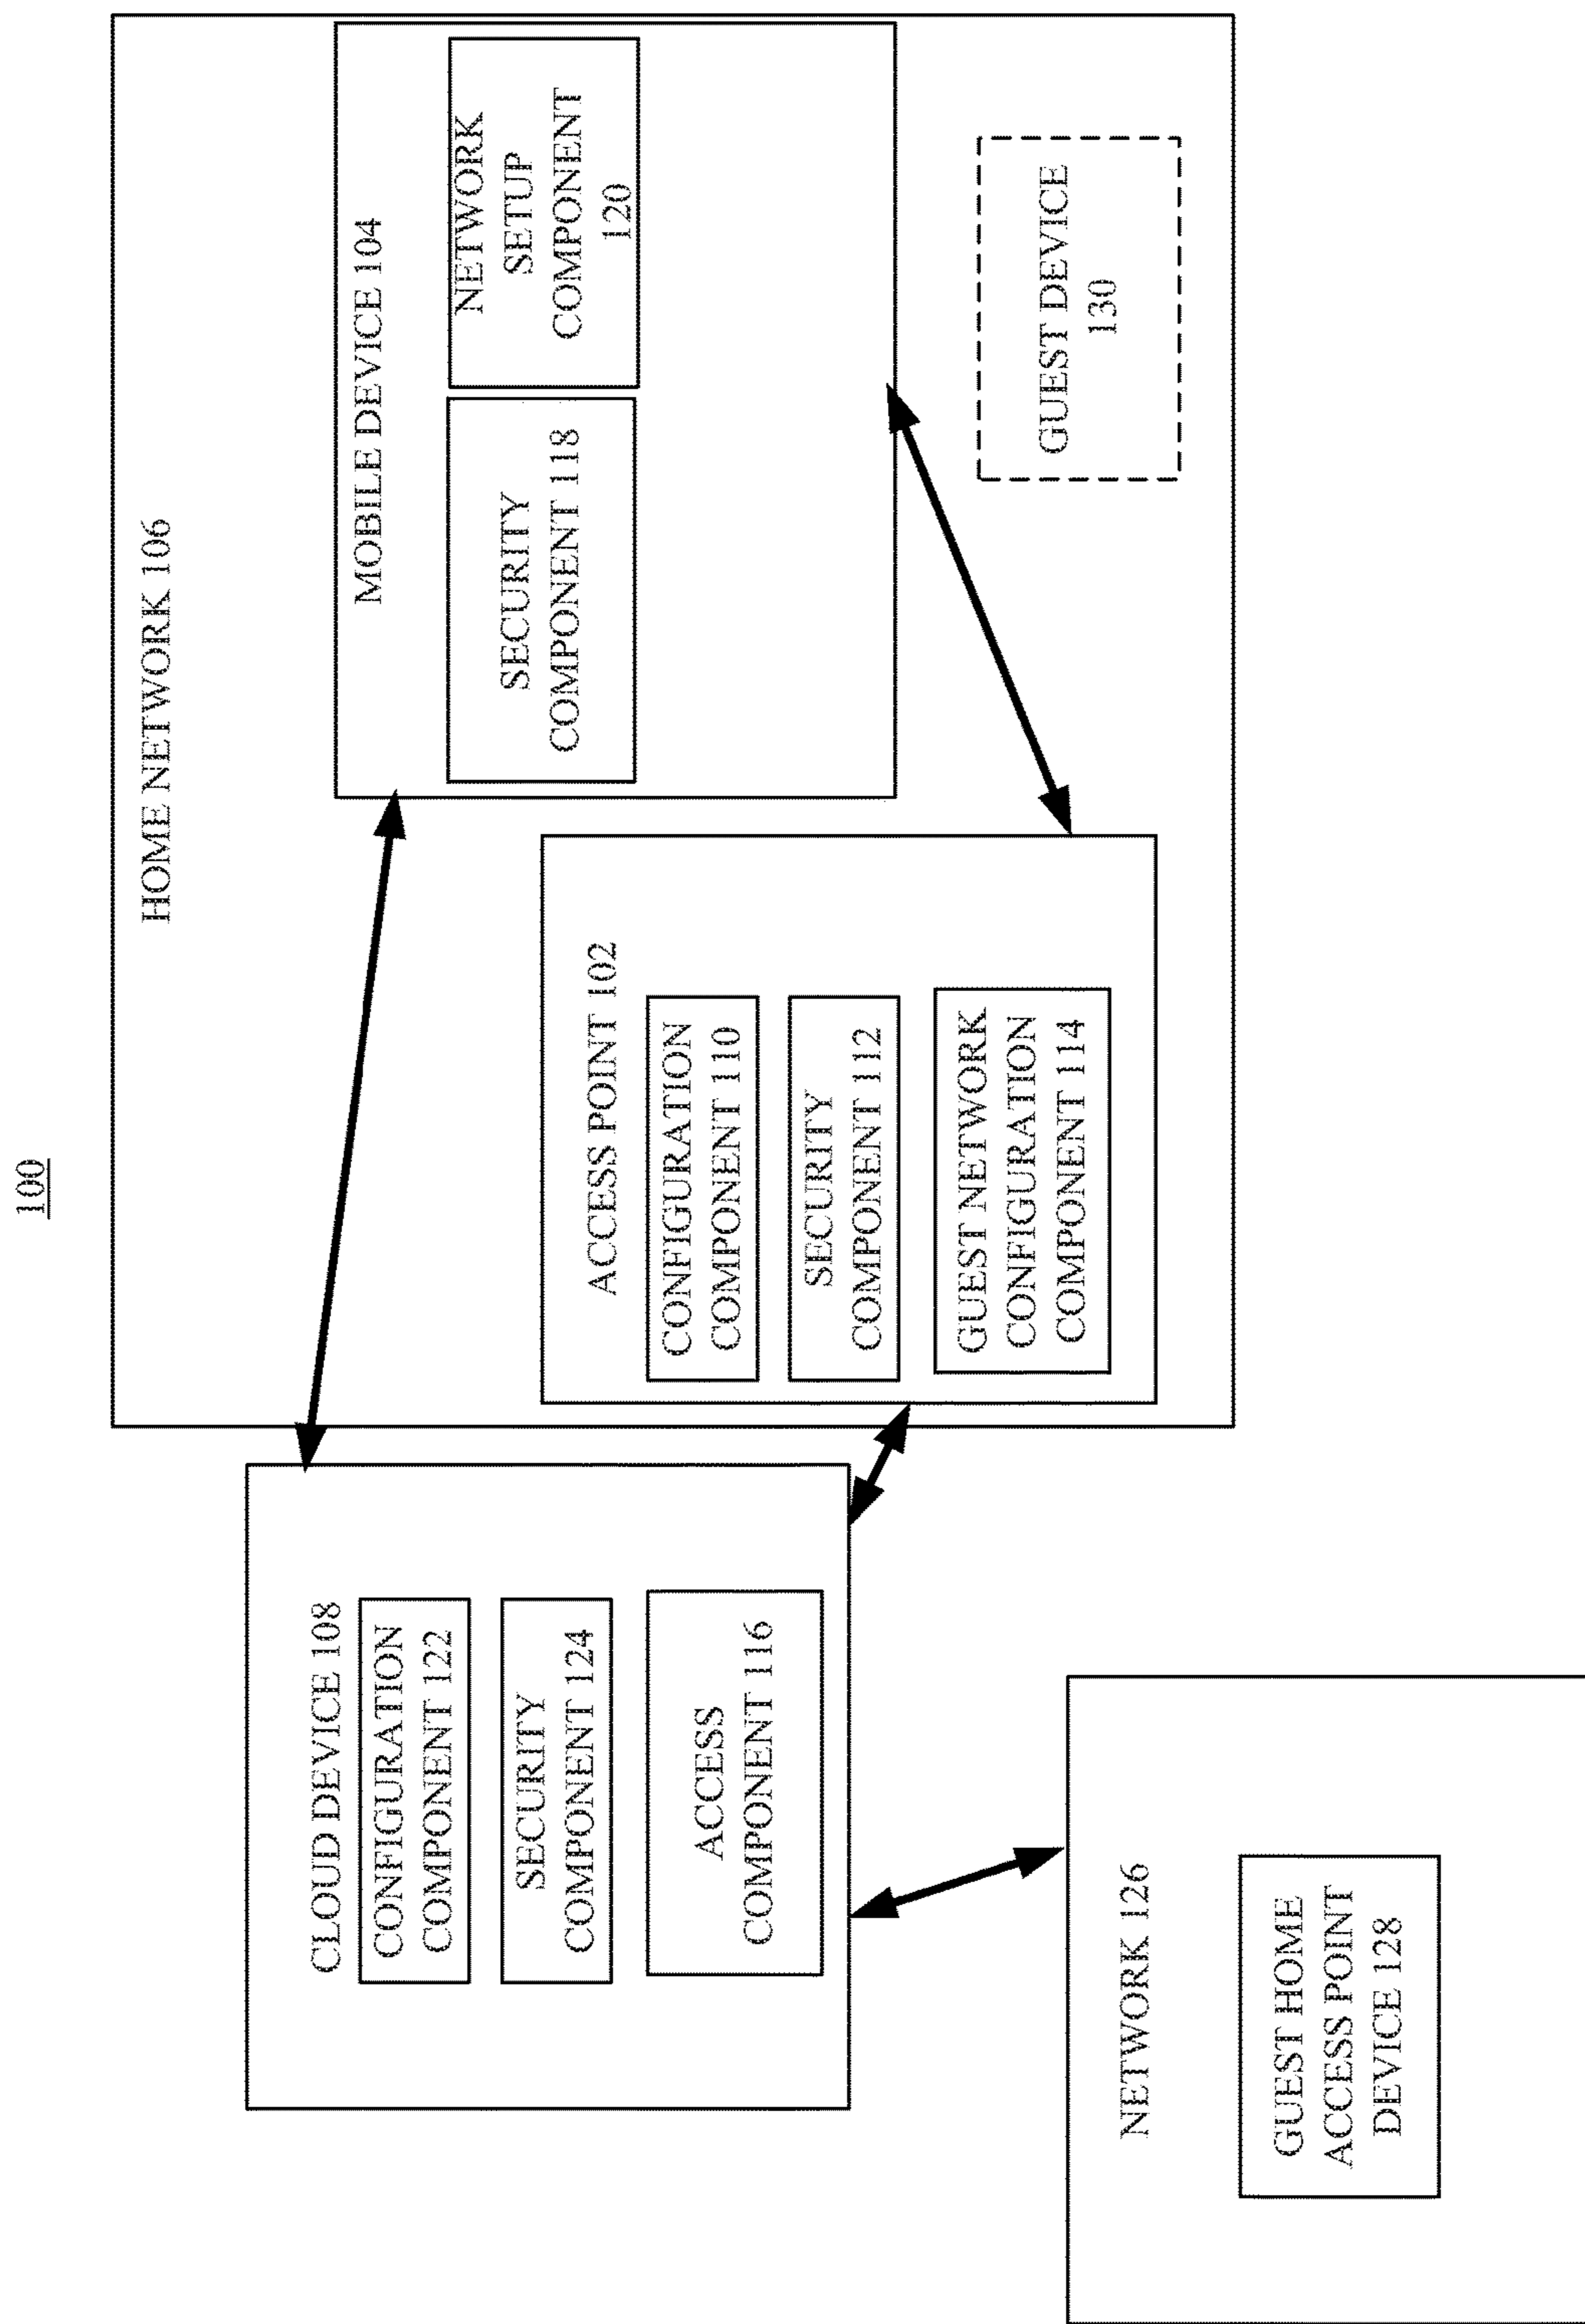 100
HOME NETWORK 106
MOBILE DEVICE 104
SECURITY
COMPONENT 118
NETWORK
SETUP
COMPONENT
120
GUEST DEVICE
130
ACCESS POINT 102
CONFIGURATION
COMPONENT 110
SECURITY
COMPONENT 112
GUEST NETWORK
CONFIGURATION
COMPONENT 114
CLOUD DEVICE 108
CONFIGURATION
COMPONENT 122
SECURITY
COMPONENT 124
ACCESS
COMPONENT 116
NETWORK 126
GUEST HOME
ACCESS POINT
DEVICE 128